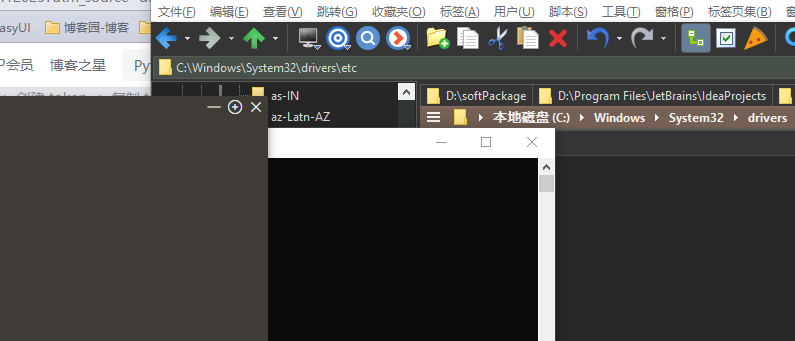 文件(F) 编辑(E) 查看(V) 跳转(G) 收藏夹(O) 标签(A) 用户(U) 脚本(S) 工具(T) 窗格(P) 标签页集(B) 窗
asyUI 博客园-博客
C:\Windows\System32\drivers\etc
P会员 博客之星 Py
as-IN
az-Latn-AZ
D:\softPackage D:\Program Files\JetBrains\IdeaProjects
本地磁盘 (C:) Windows System32 drivers